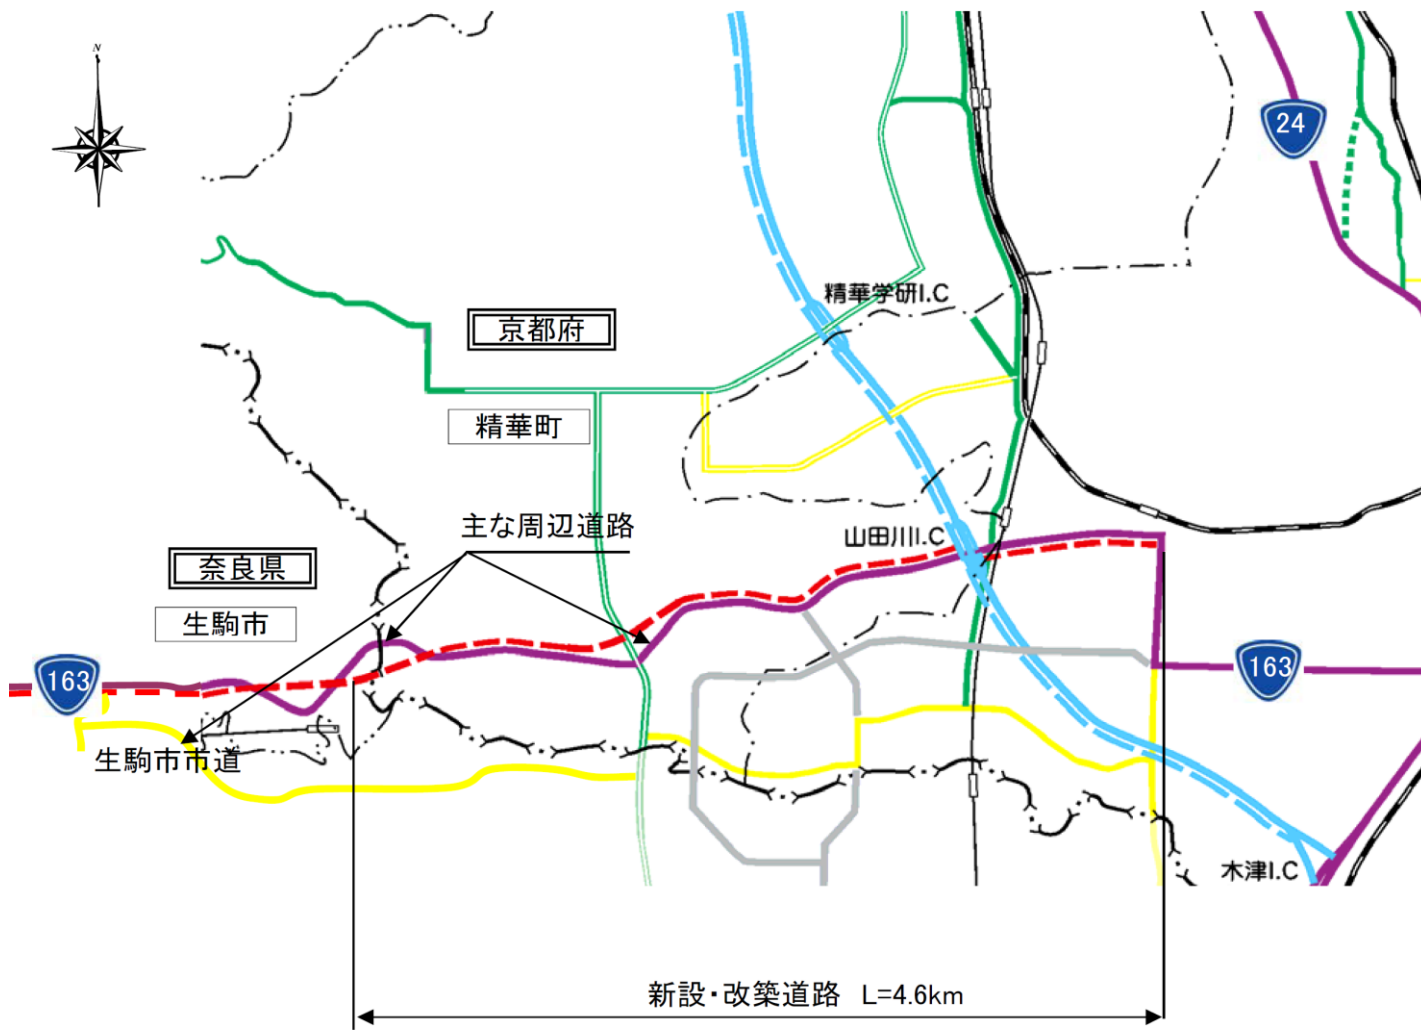 N
24
精華学研I.C
京都府
精華町
主な周辺道路
山田川I.C
奈良県
生駒市
163
163
生駒市市道
木津I.C
新設・改築道路 L=4.6km